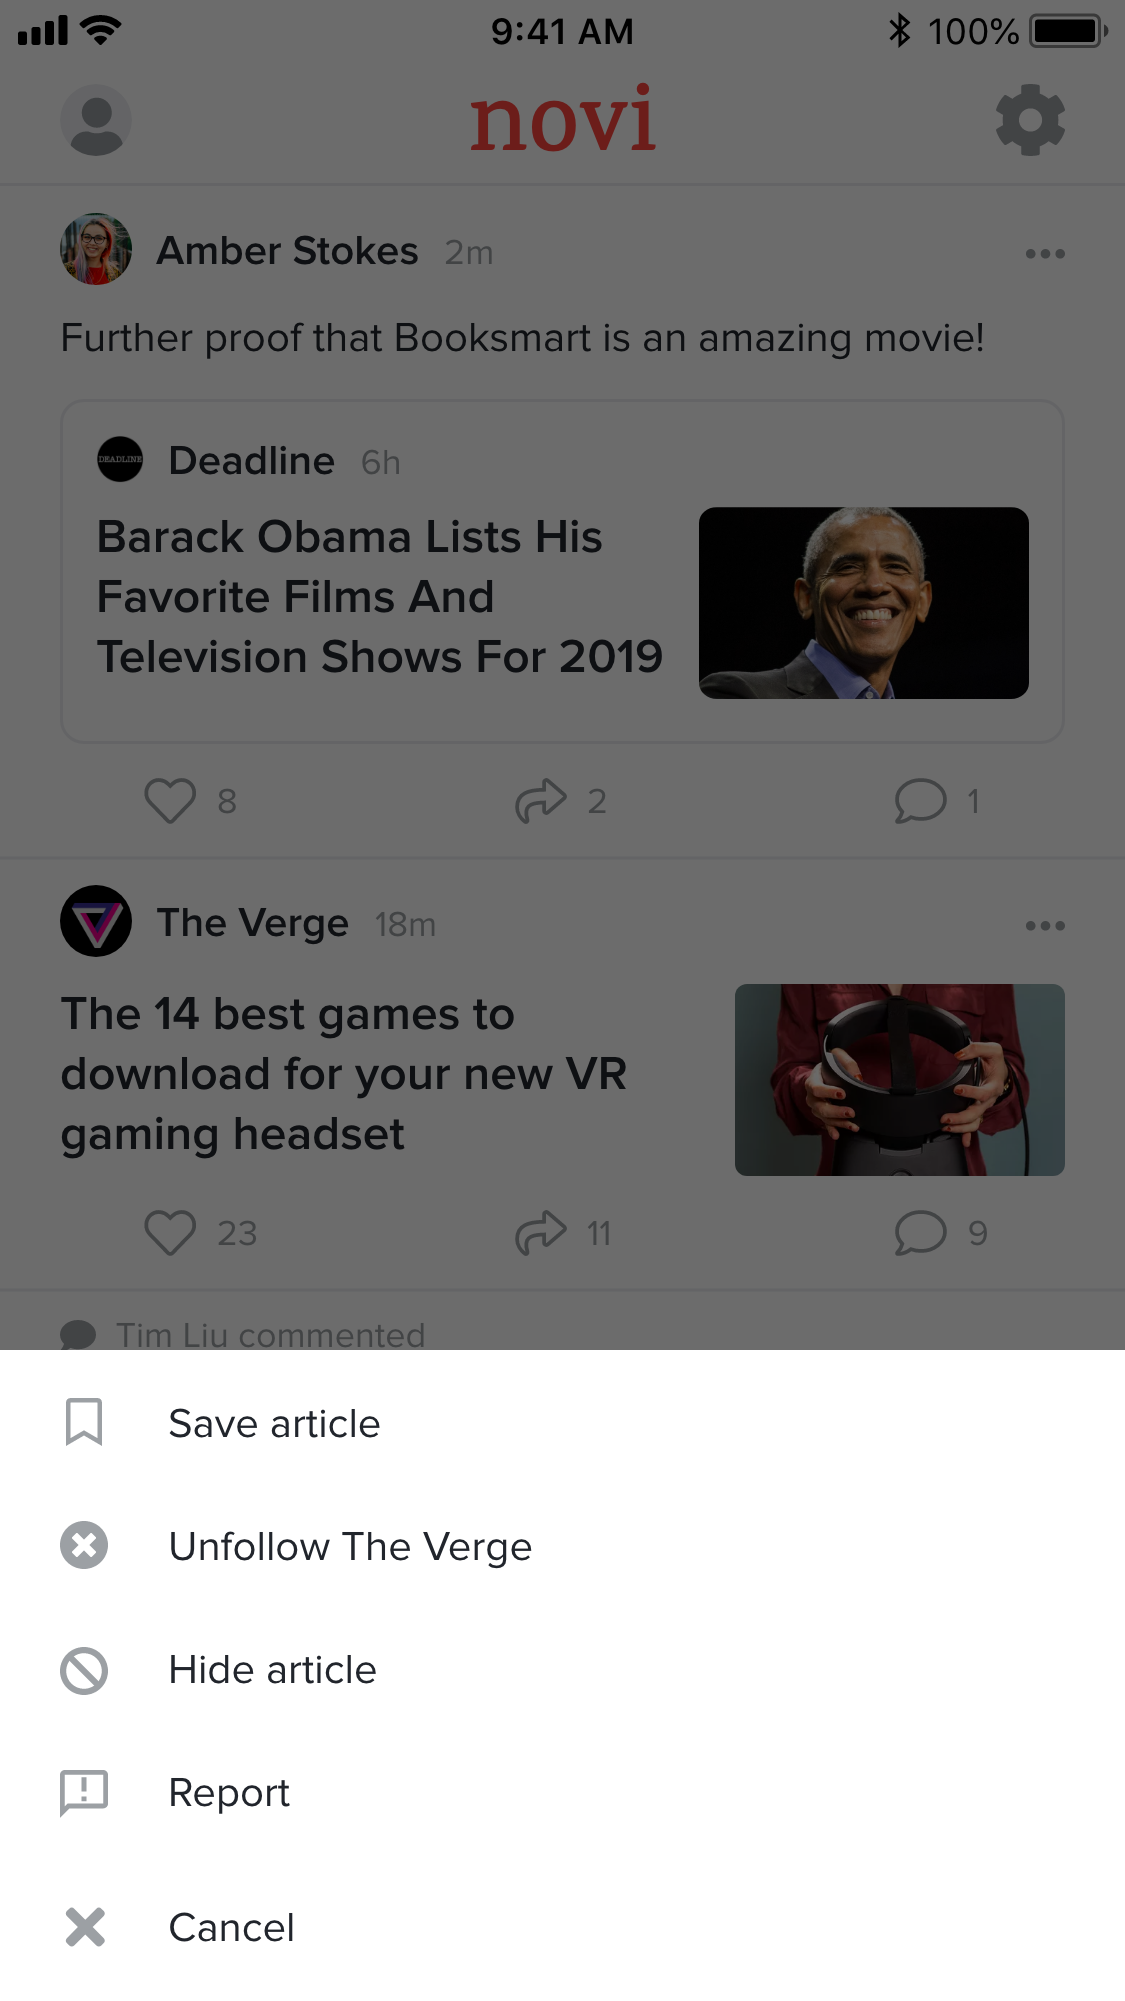 9:41 AM
100%
novi
Amber Stokes 2m
Further proof that Booksmart is an amazing movie!
DEADLINE
Deadline 6h
Barack Obama Lists His
Favorite Films And
Television Shows For 2019
8
2
1
The Verge 18m
The 14 best games to
download for your new VR
gaming headset
23
11
9
Tim Liu commented
Save article
Unfollow The Verge
Hide article
Report
Cancel